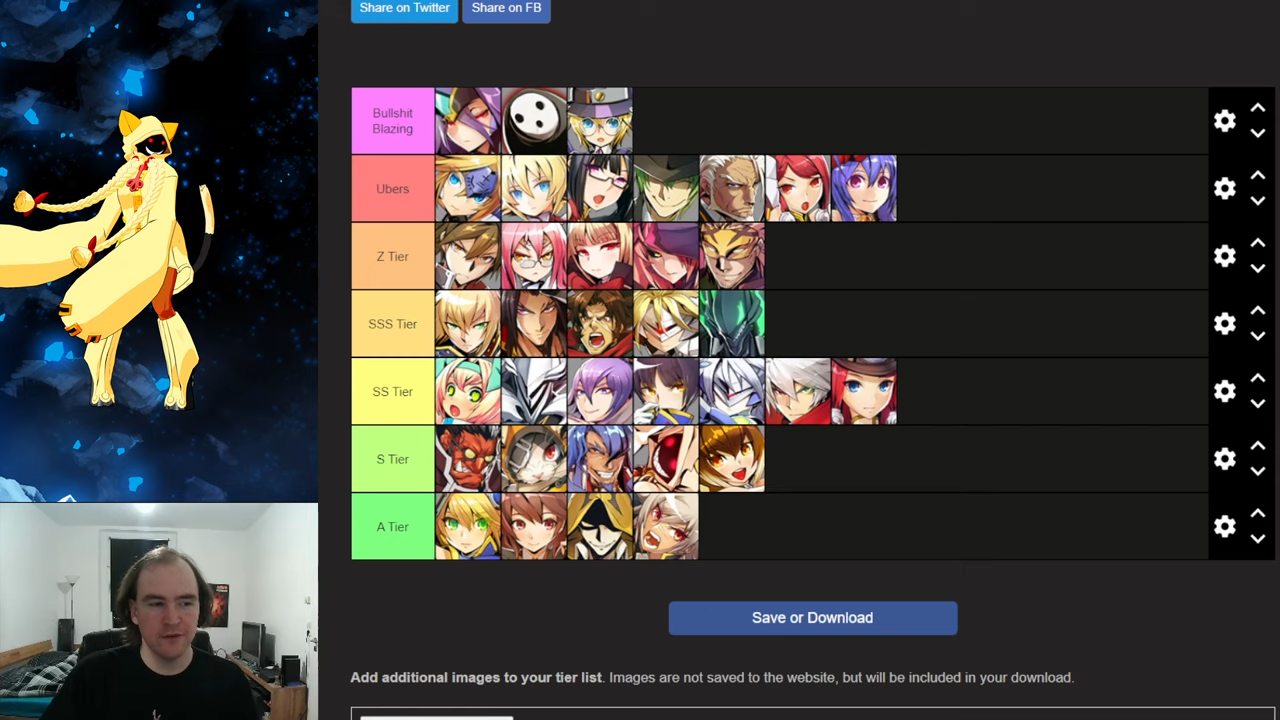 Share on Twitter
Share on FB
Bullshit
Blazing
Ubers
Z Tier
SSS Tier
SS Tier
S Tier
A Tier
Save or Download
Add additional images to your tier list. Images are not saved to the website, but will be included in your download.